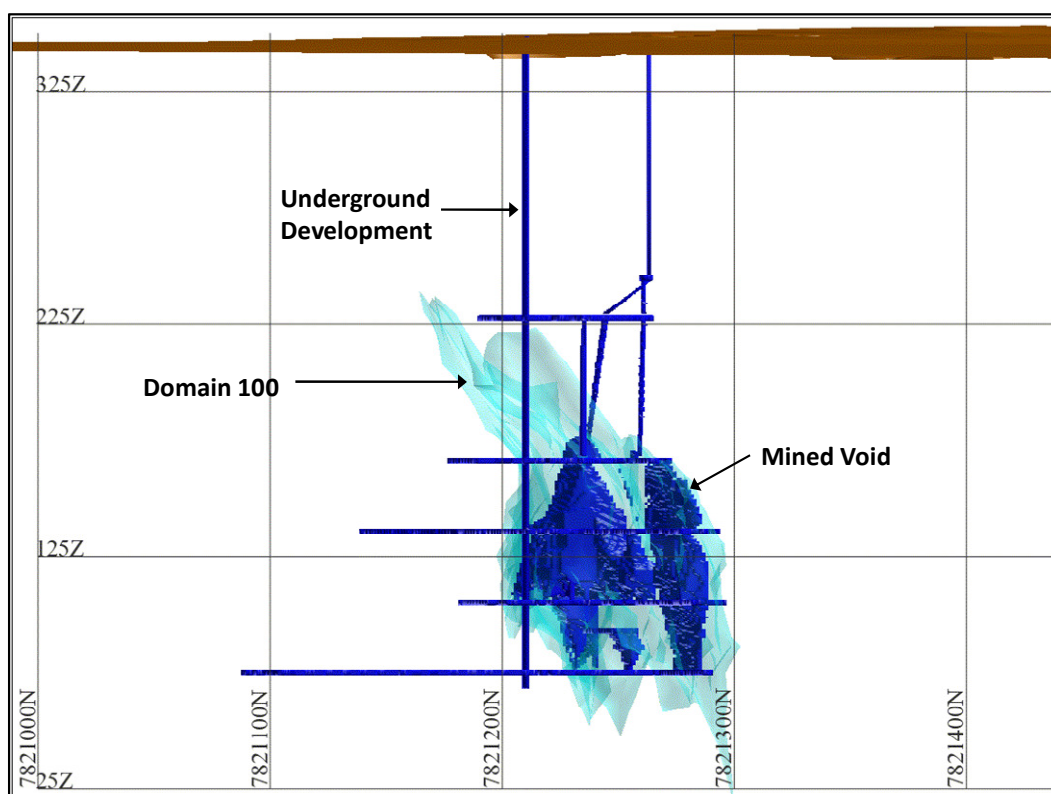 325Z
Underground
Development
225Z
Domain 100
Mined Void
125Z
25Z
7821000N
7821100N
7821200N
7821300N
7821400N